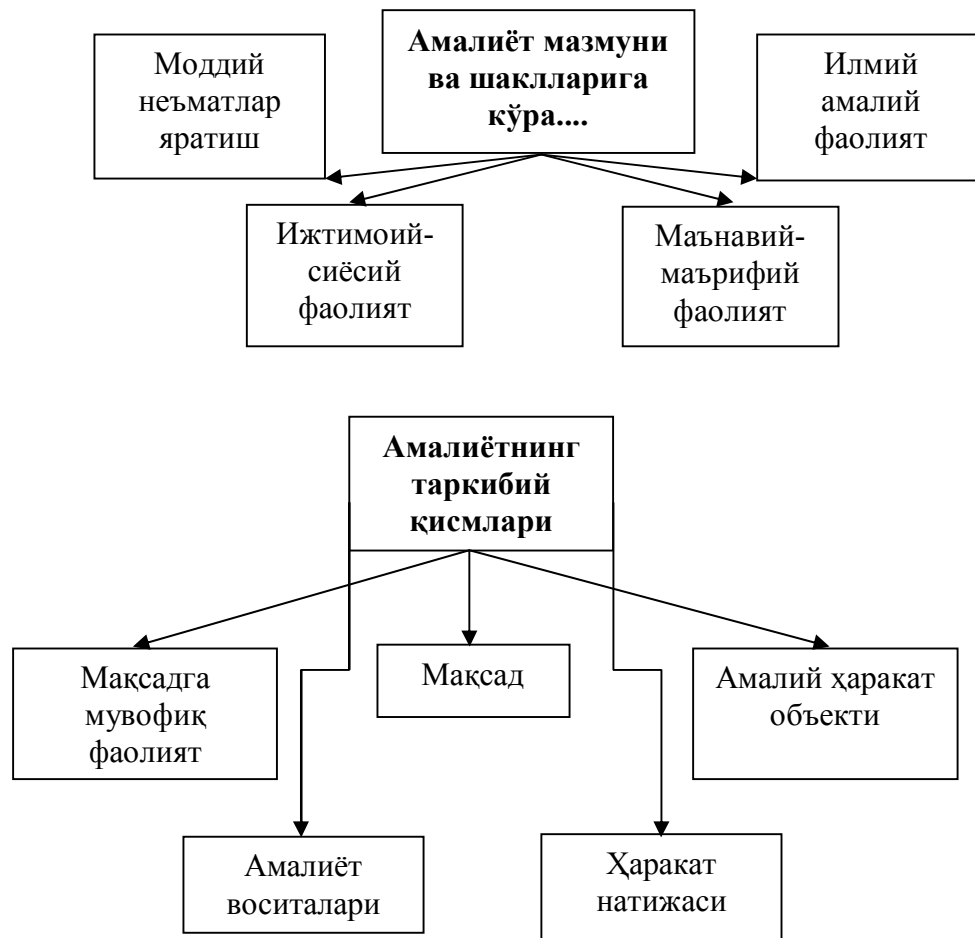 Амалиёт мазмуни
ва шаклларига
кўра....
Моддий
неъматлар
яратиш
Илмий
амалий
фаолият
Ижтимоий-
сиёсий
фаолият
Маънавий-
маърифий
фаолият
Амалиётнинг
таркибий
қисмлари
Мақсадга
мувофиқ
фаолият
Мақсад
Амалий ҳаракат
объекти
Амалиёт
воситалари
Ҳаракат
натижаси